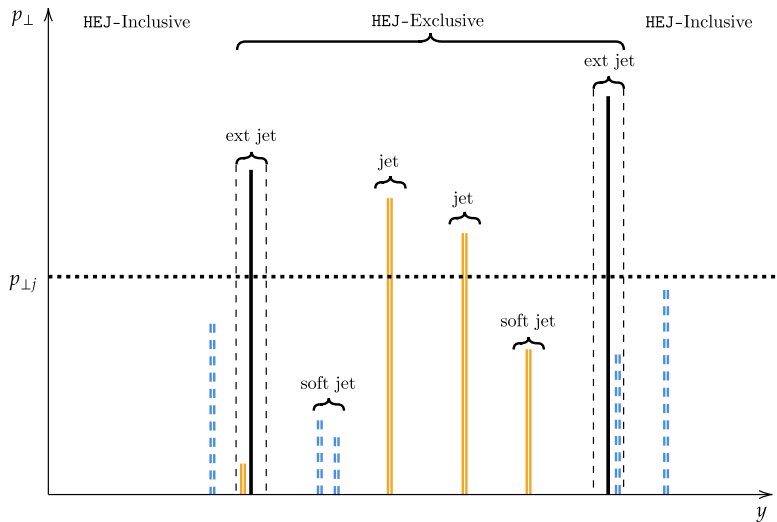 p⊥
HEJ-Inclusive
HEJ-Exclusive
HEJ-Inclusive
ext jet
ext jet
jet
jet
p⊥j
soft jet
soft jet
y